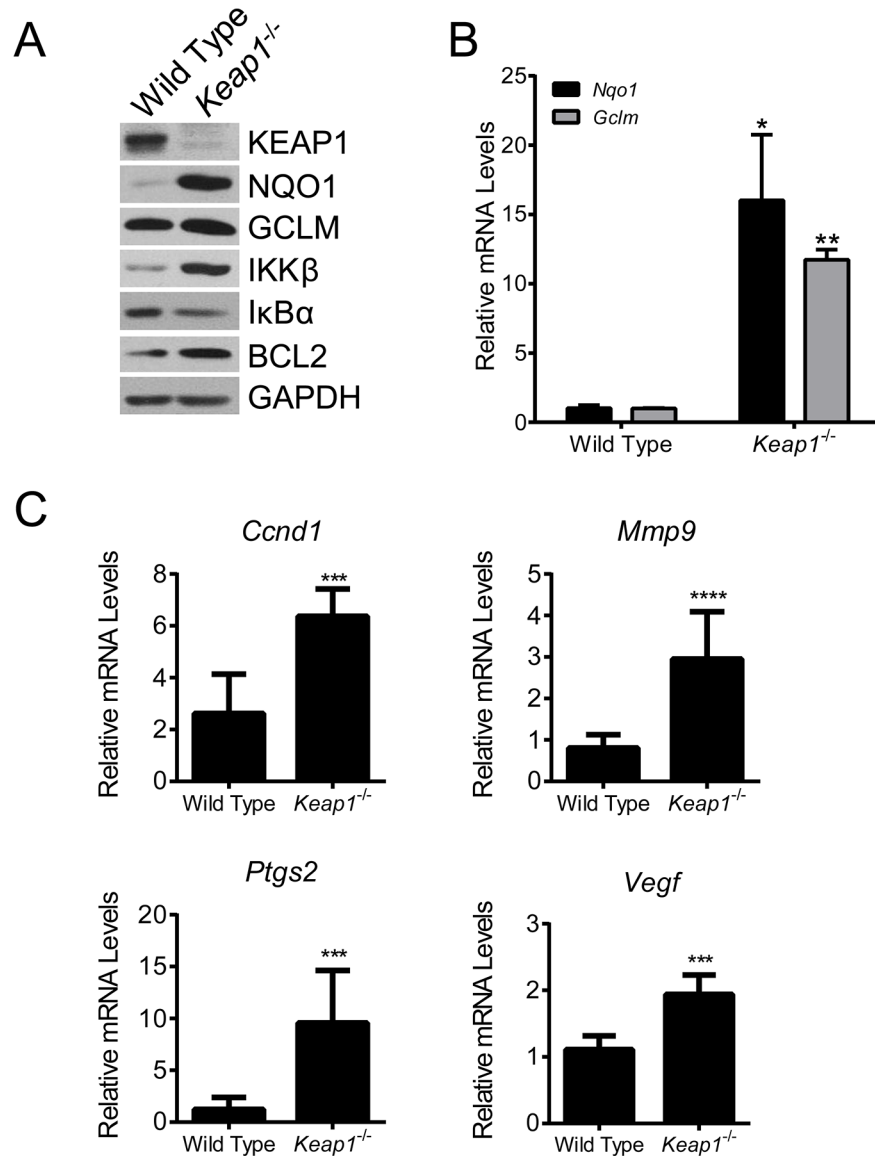 A
Wild Type
Keap1-/-
KEAP1
NQO1
GCLM
IKKβ
IκBα
BCL2
GAPDH
B
Relative mRNA Levels
25
20
15
10
5
0
Nqo1
Gclm
*
**
Wild Type
Keap1-/-
C
Ccnd1
Relative mRNA Levels
8
6
4
2
0
***
Wild Type
Keap1-/-
Mmp9
Relative mRNA Levels
5
4
3
2
1
0
****
Wild Type
Keap1-/-
Ptgs2
Relative mRNA Levels
20
15
10
5
0
***
Wild Type
Keap1-/-
Vegf
Relative mRNA Levels
3
2
1
0
***
Wild Type
Keap1-/-